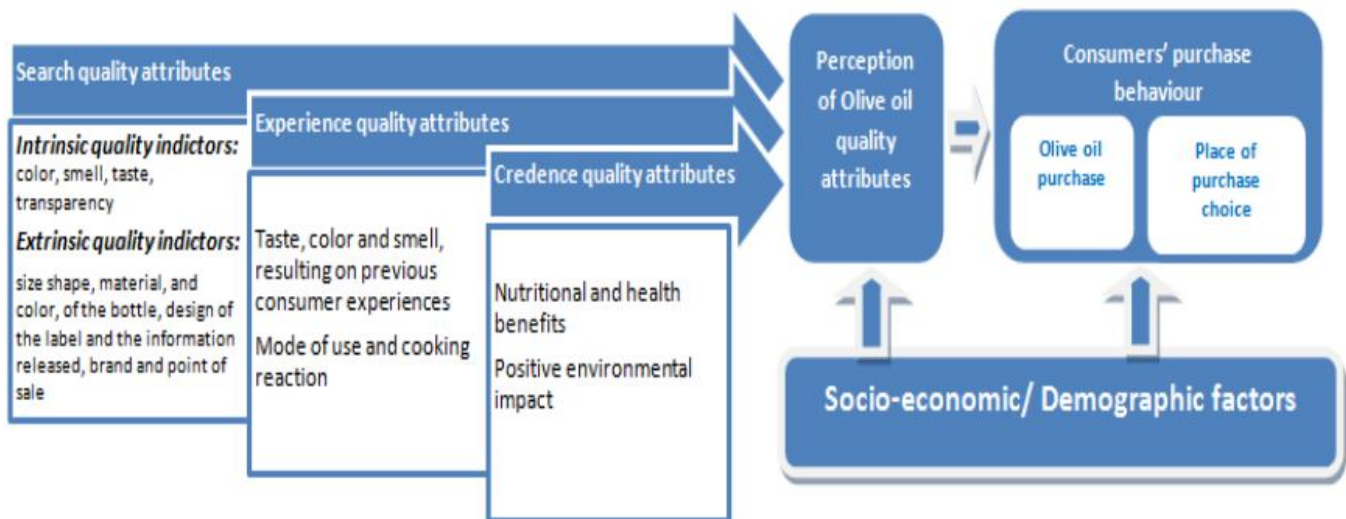 Search quality attributes
Intrinsic quality indictors:
color, smell, taste,
transparency
Extrinsic quality indictors:
size shape, material, and
color, of the bottle, design of
the label and the information
released, brand and point of
sale
Experience quality attributes
Taste, color and smell,
resulting on previous
consumer experiences
Mode of use and cooking
reaction
Credence quality attributes
Nutritional and health
benefits
Positive environmental
impact
Perception
of Olive oil
quality
attributes
Consumers’ purchase
behaviour
Olive oil
purchase
Place of
purchase
choice
Socio-economic/ Demographic factors